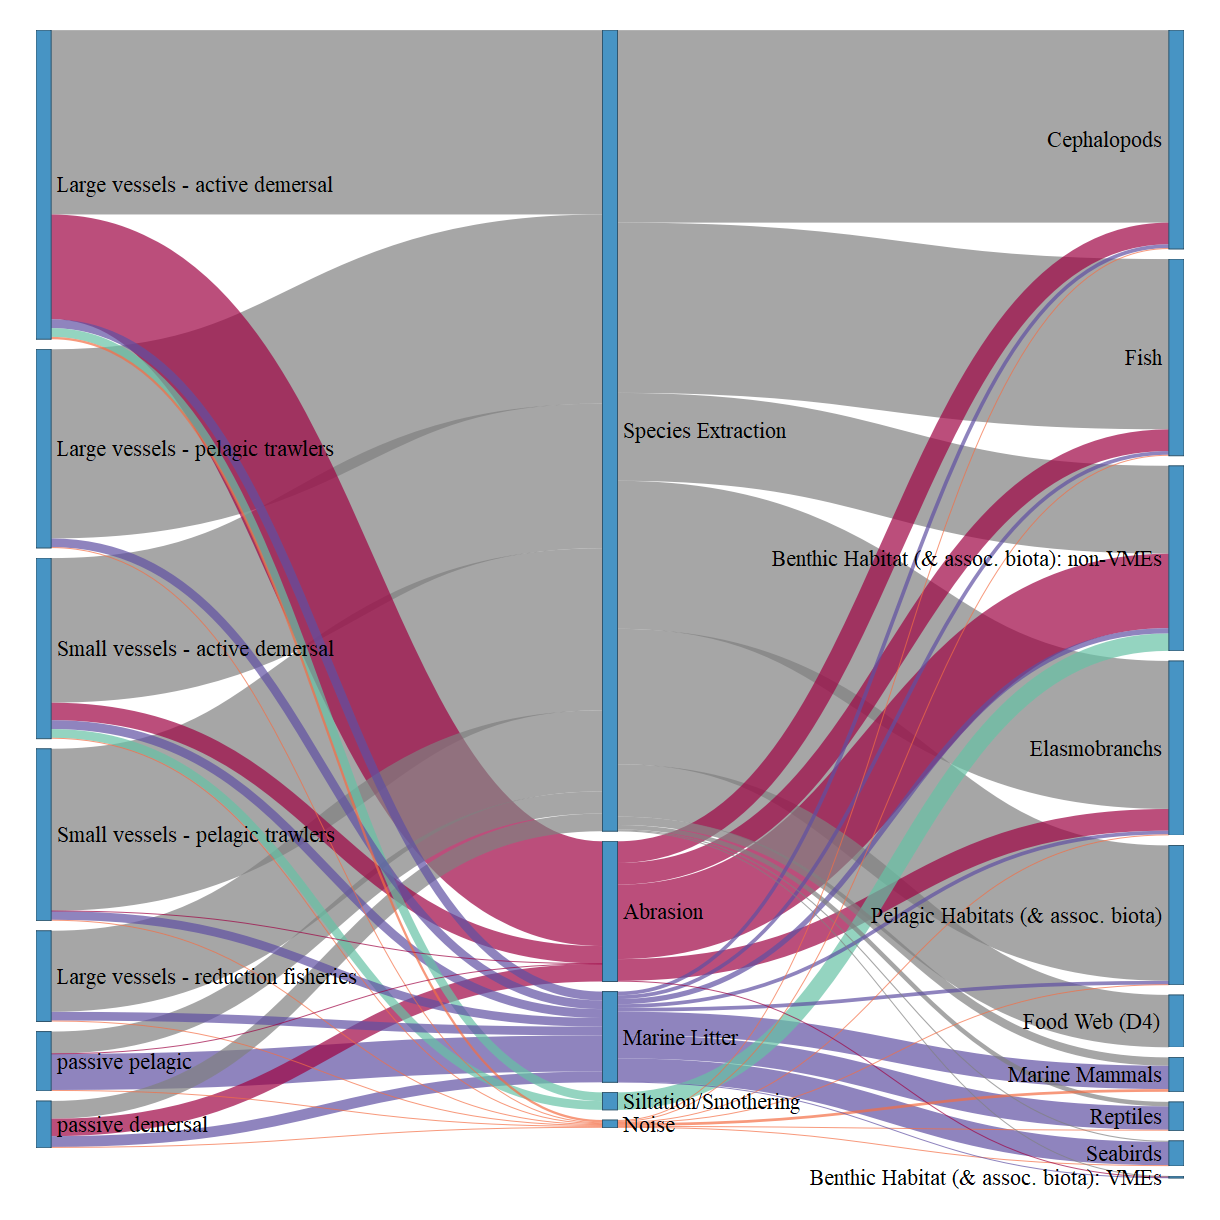 Large vessels - active demersal
Large vessels - pelagic trawlers
Small vessels - active demersal
Small vessels - pelagic trawlers
Large vessels - reduction fisheries
passive pelagic
passive demersal
Species Extraction
Abrasion
Marine Litter
Siltation/Smothering
Noise
Cephalopods
Fish
Benthic Habitat (& assoc. biota): non-VMEs
Elasmobranchs
Pelagic Habitats (& assoc. biota)
Food Web (D4)
Marine Mammals
Reptiles
Seabirds
Benthic Habitat (& assoc. biota): VMEs